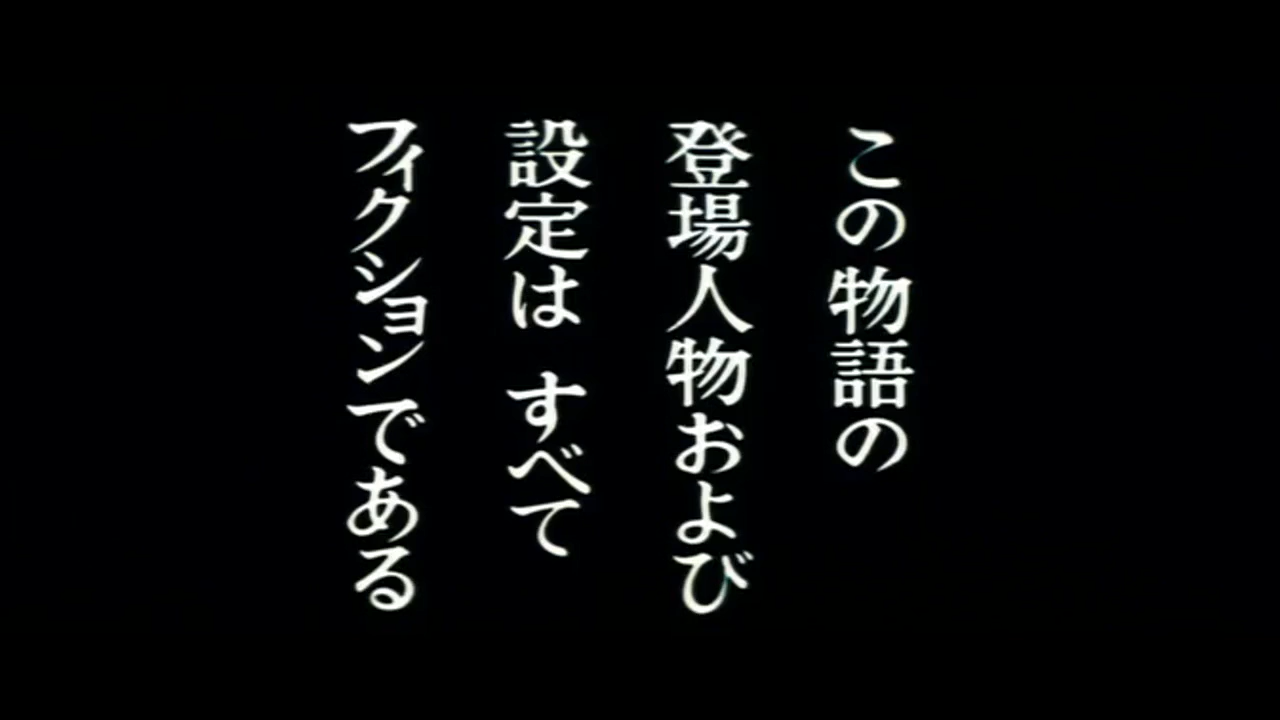 この物語の
登場人物および
設定は すべて
フィクションである